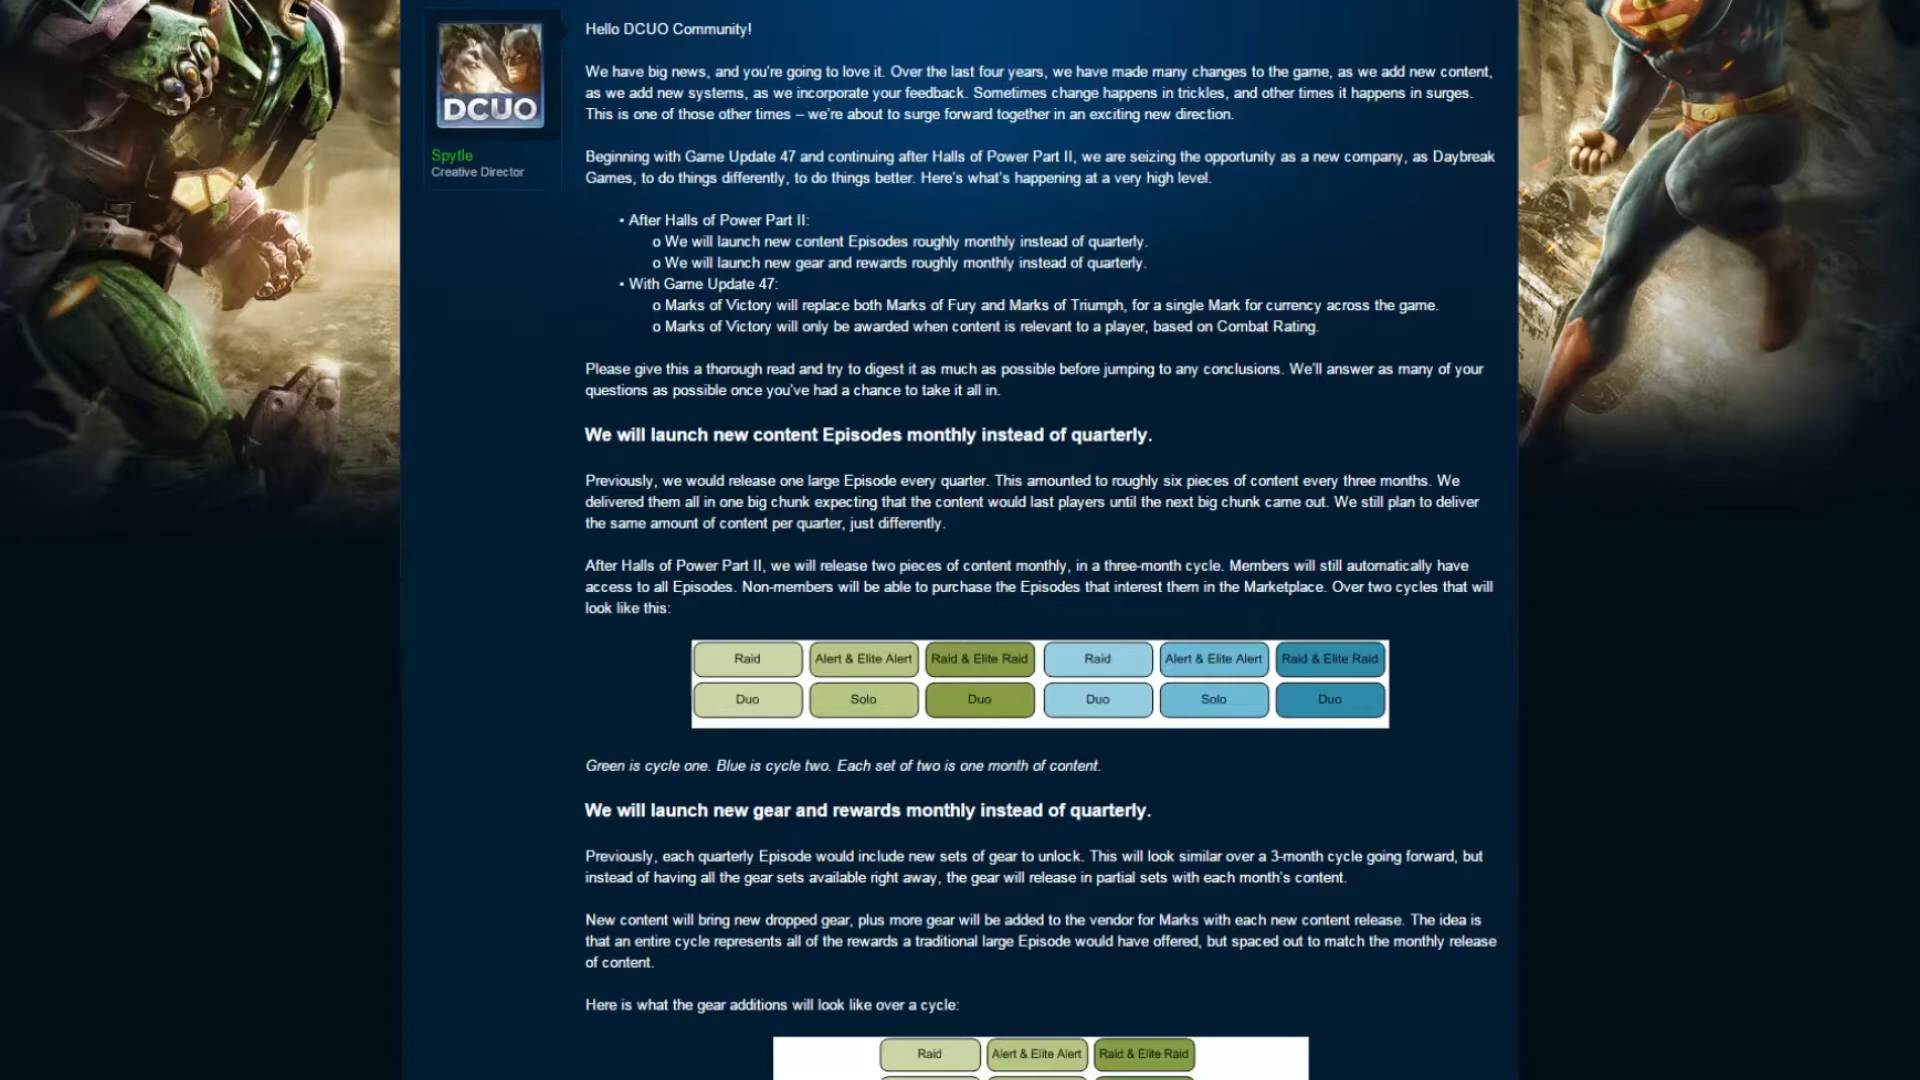 Hello DCUO Community!
We have big news, and you're going to love it. Over the last four years, we have made many changes to the game, as we add new content,
as we add new systems, as we incorporate your feedback. Sometimes change happens in trickles, and other times it happens in surges.
This is one of those other times – we're about to surge forward together in an exciting new direction.
DCUO
Spytle
Creative Director
Beginning with Game Update 47 and continuing after Halls of Power Part II, we are seizing the opportunity as a new company, as Daybreak
Games, to do things differently, to do things better. Here's what's happening at a very high level.
• After Halls of Power Part II:
o We will launch new content Episodes roughly monthly instead of quarterly.
o We will launch new gear and rewards roughly monthly instead of quarterly.
• With Game Update 47:
o Marks of Victory will replace both Marks of Fury and Marks of Triumph, for a single Mark for currency across the game.
o Marks of Victory will only be awarded when content is relevant to a player, based on Combat Rating.
Please give this a thorough read and try to digest it as much as possible before jumping to any conclusions. We'll answer as many of your
questions as possible once you've had a chance to take it all in.
We will launch new content Episodes monthly instead of quarterly.
Previously, we would release one large Episode every quarter. This amounted to roughly six pieces of content every three months. We
delivered them all in one big chunk expecting that the content would last players until the next big chunk came out. We still plan to deliver
the same amount of content per quarter, just differently.
After Halls of Power Part II, we will release two pieces of content monthly, in a three-month cycle. Members will still automatically have
access to all Episodes. Non-members will be able to purchase the Episodes that interest them in the Marketplace. Over two cycles that will
look like this:
Raid Alert & Elite Alert Raid & Elite Raid Raid Alert & Elite Alert Raid & Elite Raid
Duo Solo Duo Duo Solo Duo
Green is cycle one. Blue is cycle two. Each set of two is one month of content.
We will launch new gear and rewards monthly instead of quarterly.
Previously, each quarterly Episode would include new sets of gear to unlock. This will look similar over a 3-month cycle going forward, but
instead of having all the gear sets available right away, the gear will release in partial sets with each month's content.
New content will bring new dropped gear, plus more gear will be added to the vendor for Marks with each new content release. The idea is
that an entire cycle represents all of the rewards a traditional large Episode would have offered, but spaced out to match the monthly release
of content.
Here is what the gear additions will look like over a cycle:
Raid Alert & Elite Alert Raid & Elite Raid